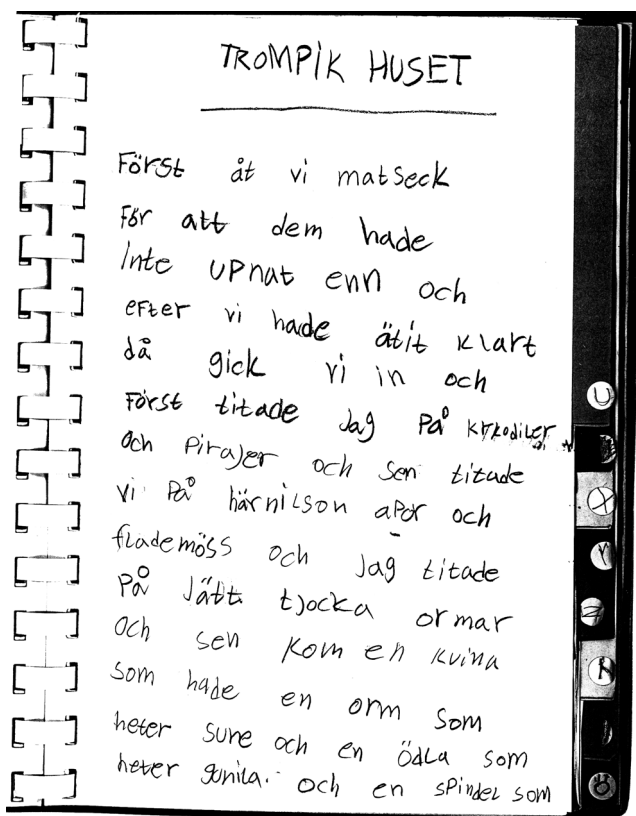 TROMPIK HUSET
Först åt vi matseck
För att dem hade
Inte upnat enn och
efter vi hade ätit klart
då gick vi in och
Först titade Jag På krkodiler
och PiraJer och sen titade
vi På härnilson apor och
fladermöss och Jag titade
På Jätt tjocka ormar
och sen kom en kvina
som hade en orm som
heter sune och en ödla som
heter gunila. och en sPindel som
U
X
Y
Z
Ä
Ö